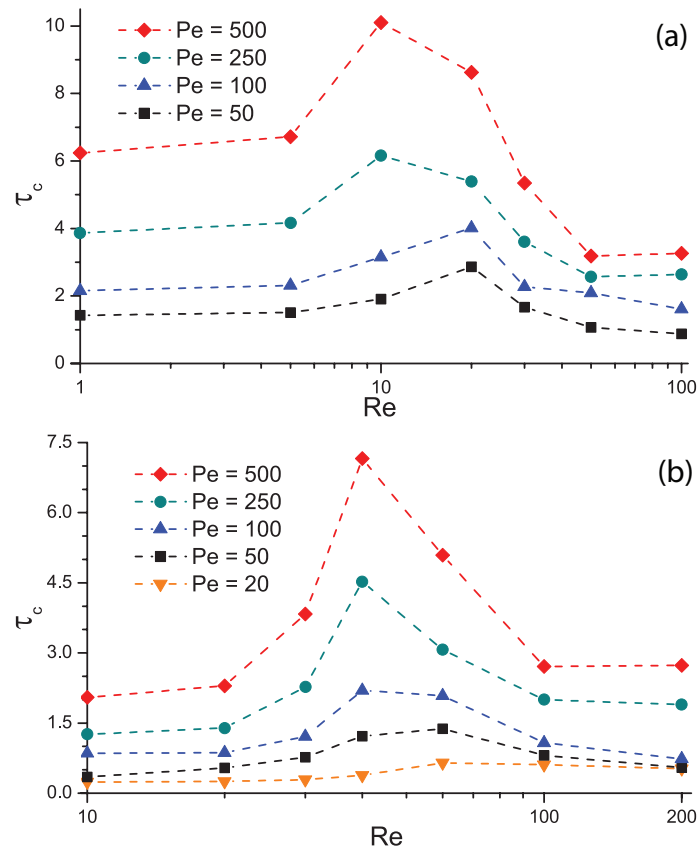 (a)
Pe = 500
Pe = 250
Pe = 100
Pe = 50
10
8
6
4
2
0
τc
1 10 100
Re
(b)
Pe = 500
Pe = 250
Pe = 100
Pe = 50
Pe = 20
7.5
6.0
4.5
3.0
1.5
0.0
τc
10 100 200
Re